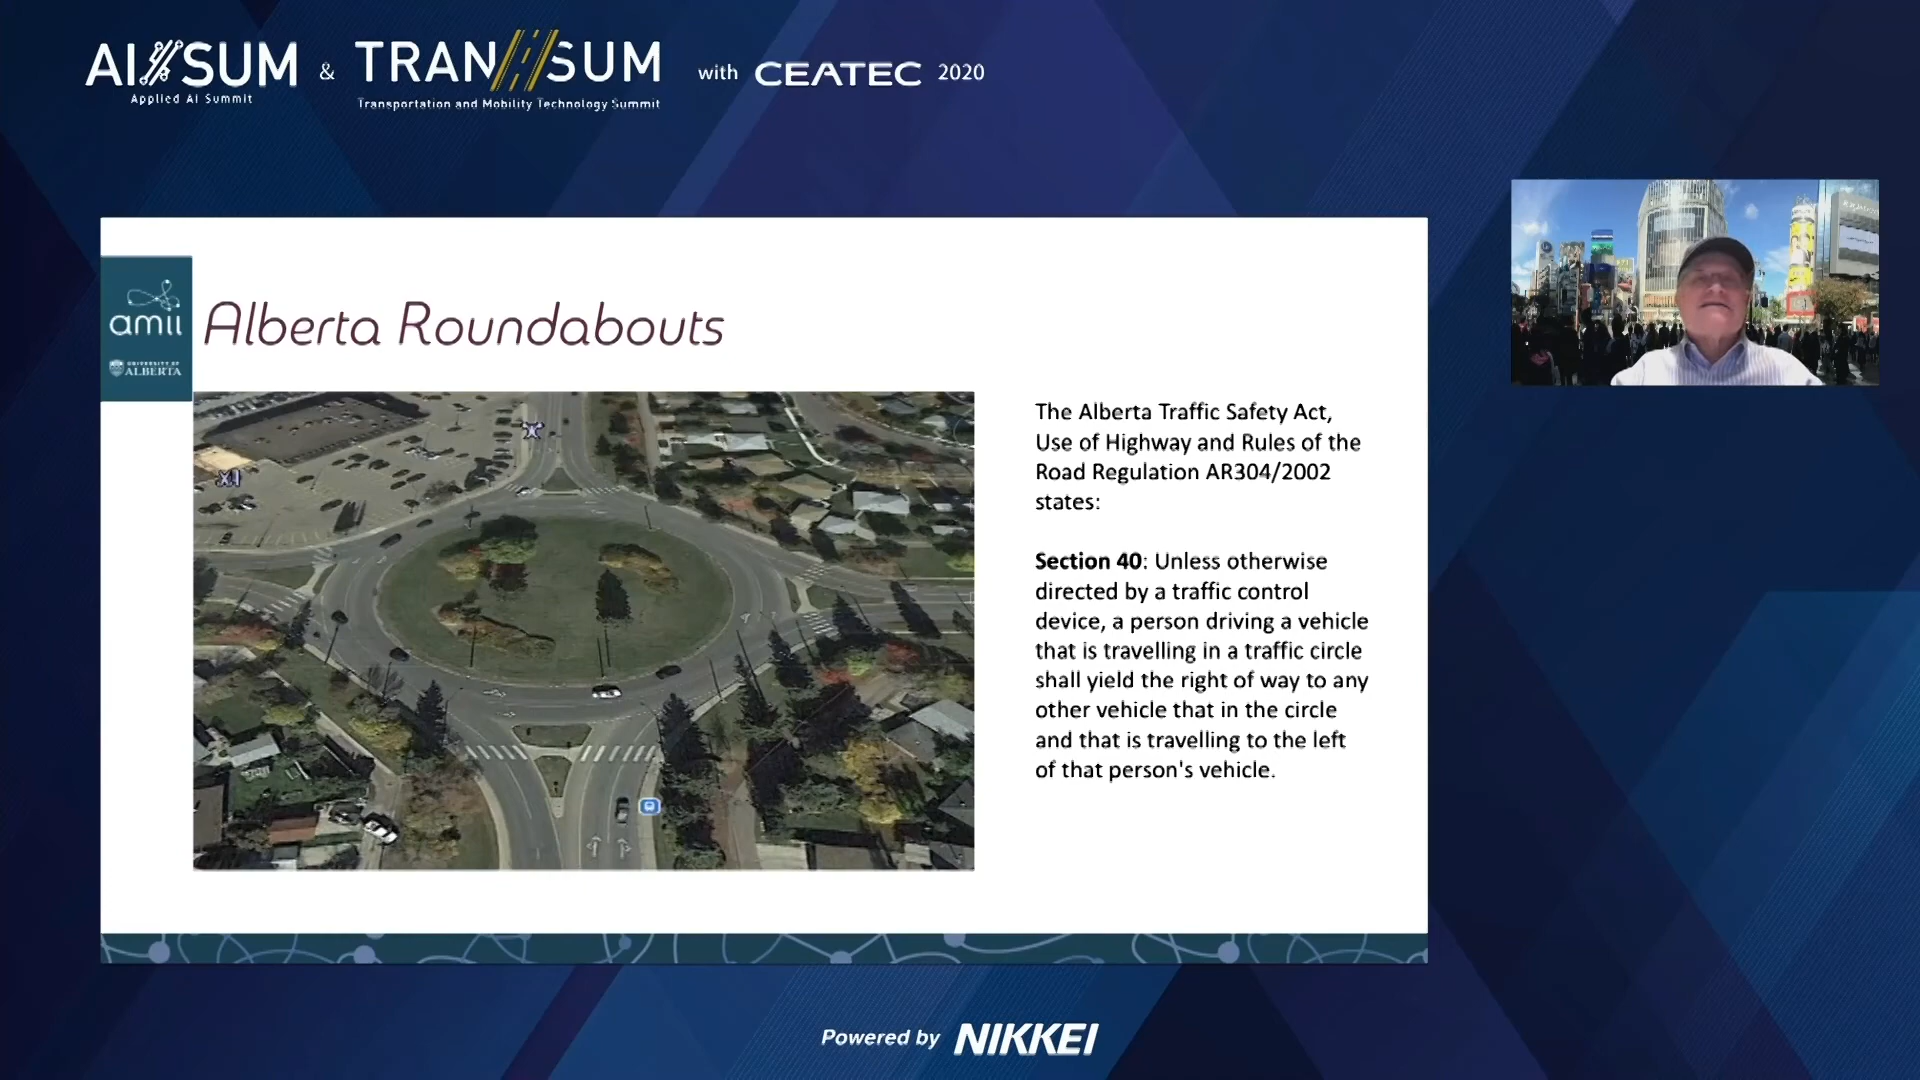 AI//SUM
Applied AI Summit
&
TRAN//SUM
Transportation and Mobility Technology Summit
with CEATEC 2020
amii
UNIVERSITY OF
ALBERTA
Alberta Roundabouts
The Alberta Traffic Safety Act,
Use of Highway and Rules of the
Road Regulation AR304/2002
states:
Section 40: Unless otherwise
directed by a traffic control
device, a person driving a vehicle
that is travelling in a traffic circle
shall yield the right of way to any
other vehicle that in the circle
and that is travelling to the left
of that person's vehicle.
Powered by NIKKEI